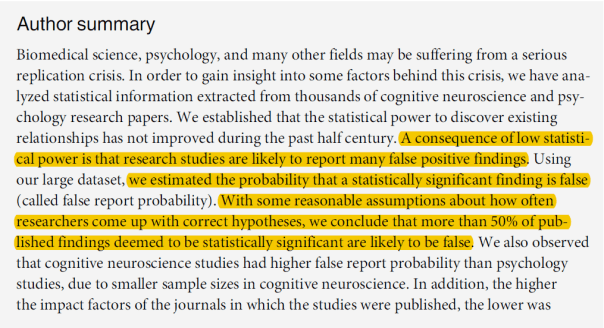 Author summary
Biomedical science, psychology, and many other fields may be suffering from a serious
replication crisis. In order to gain insight into some factors behind this crisis, we have ana-
lyzed statistical information extracted from thousands of cognitive neuroscience and psy-
chology research papers. We established that the statistical power to discover existing
relationships has not improved during the past half century. A consequence of low statisti-
cal power is that research studies are likely to report many false positive findings. Using
our large dataset, we estimated the probability that a statistically significant finding is false
(called false report probability). With some reasonable assumptions about how often
researchers come up with correct hypotheses, we conclude that more than 50% of pub-
lished findings deemed to be statistically significant are likely to be false. We also observed
that cognitive neuroscience studies had higher false report probability than psychology
studies, due to smaller sample sizes in cognitive neuroscience. In addition, the higher
the impact factors of the journals in which the studies were published, the lower was